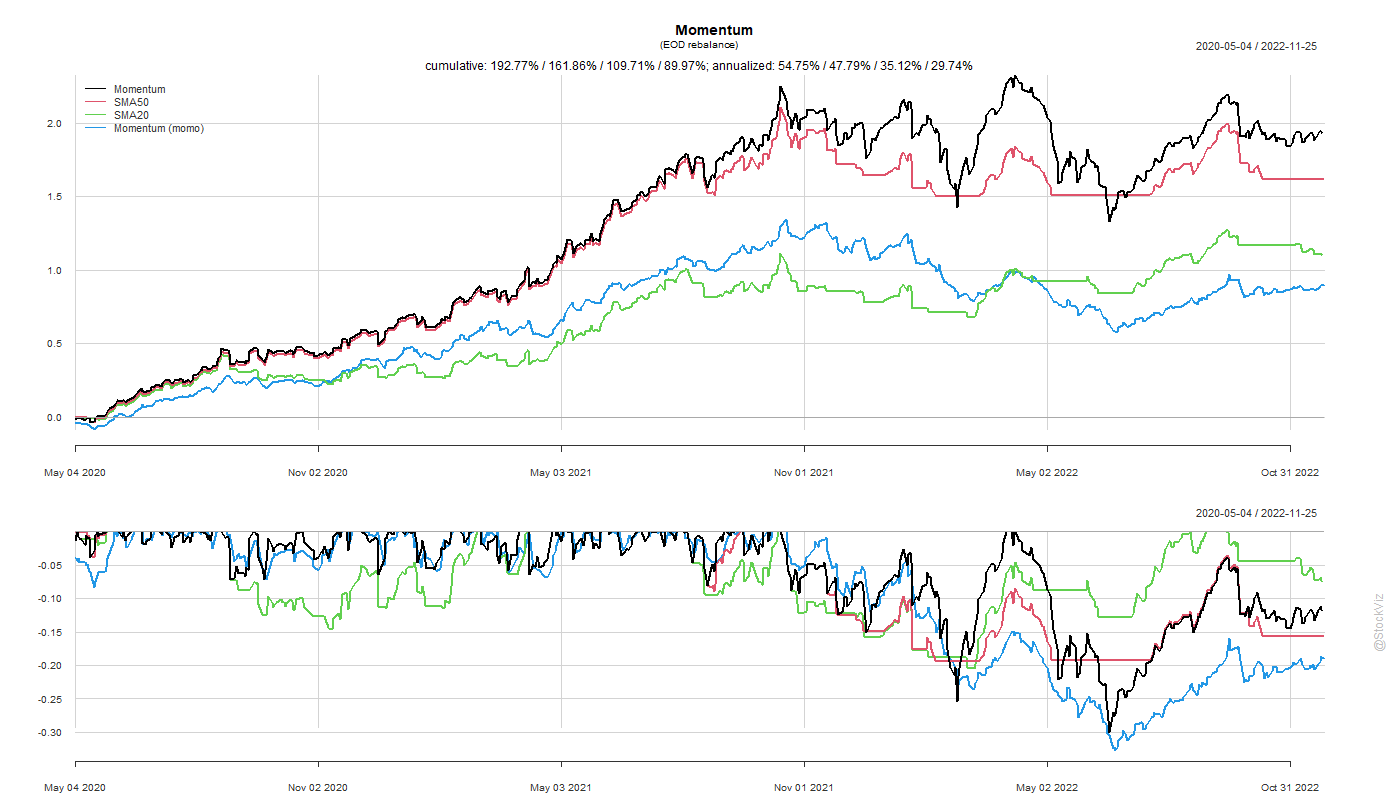 Momentum
(EOD rebalance)
2020-05-04 / 2022-11-25
cumulative: 192.77% / 161.86% / 109.71% / 89.97%; annualized: 54.75% / 47.79% / 35.12% / 29.74%
Momentum
SMA50
SMA20
Momentum (momo)
2.0
1.5
1.0
0.5
0.0
May 04 2020 Nov 02 2020 May 03 2021 Nov 01 2021 May 02 2022 Oct 31 2022
2020-05-04 / 2022-11-25
-0.05
-0.10
-0.15
-0.20
-0.25
-0.30
@StockViz
May 04 2020 Nov 02 2020 May 03 2021 Nov 01 2021 May 02 2022 Oct 31 2022